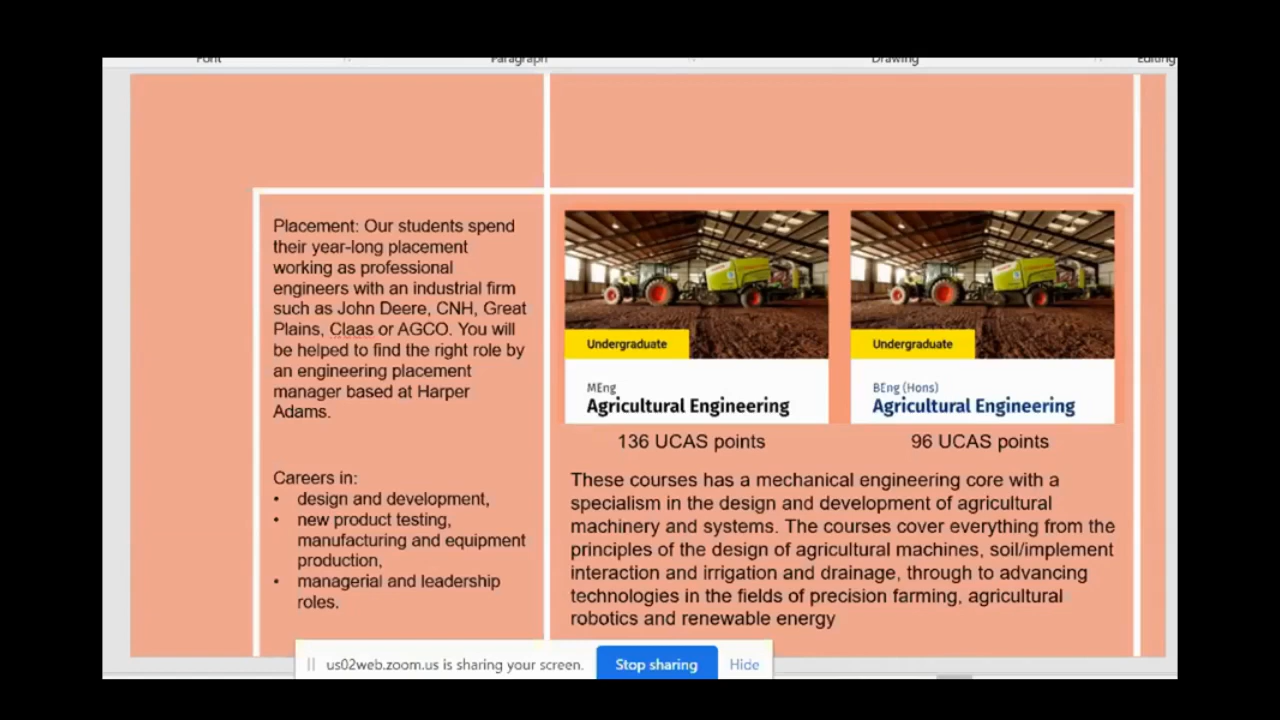 Font
Paragraph
Drawing
Editing
Placement: Our students spend
their year-long placement
working as professional
engineers with an industrial firm
such as John Deere, CNH, Great
Plains, Claas or AGCO. You will
be helped to find the right role by
an engineering placement
manager based at Harper
Adams.
Careers in:
• design and development,
• new product testing,
manufacturing and equipment
production,
• managerial and leadership
roles.
Undergraduate
MEng
Agricultural Engineering
136 UCAS points
Undergraduate
BEng (Hons)
Agricultural Engineering
96 UCAS points
These courses has a mechanical engineering core with a
specialism in the design and development of agricultural
machinery and systems. The courses cover everything from the
principles of the design of agricultural machines, soil/implement
interaction and irrigation and drainage, through to advancing
technologies in the fields of precision farming, agricultural
robotics and renewable energy
us02web.zoom.us is sharing your screen.
Stop sharing
Hide